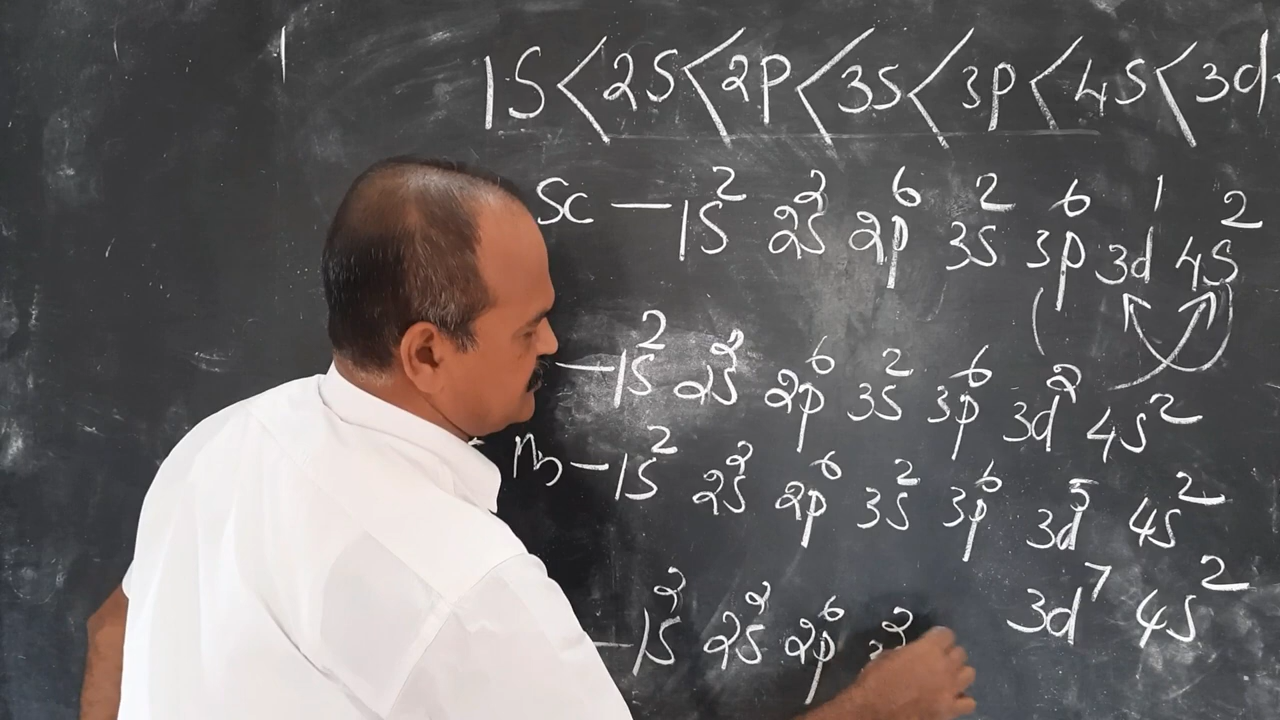 1S < 2S < 2p < 3S < 3p < 4S < 3d
Sc — 1S² 2S² 2p⁶ 3S² 3p⁶ 3d¹ 4S²
— 1S² 2S² 2p⁶ 3S² 3p⁶ 3d² 4S²
— 1S² 2S² 2p⁶ 3S² 3p⁶ 3d⁵ 4S²
— 1S² 2S² 2p⁶ 3d⁷ 4S²